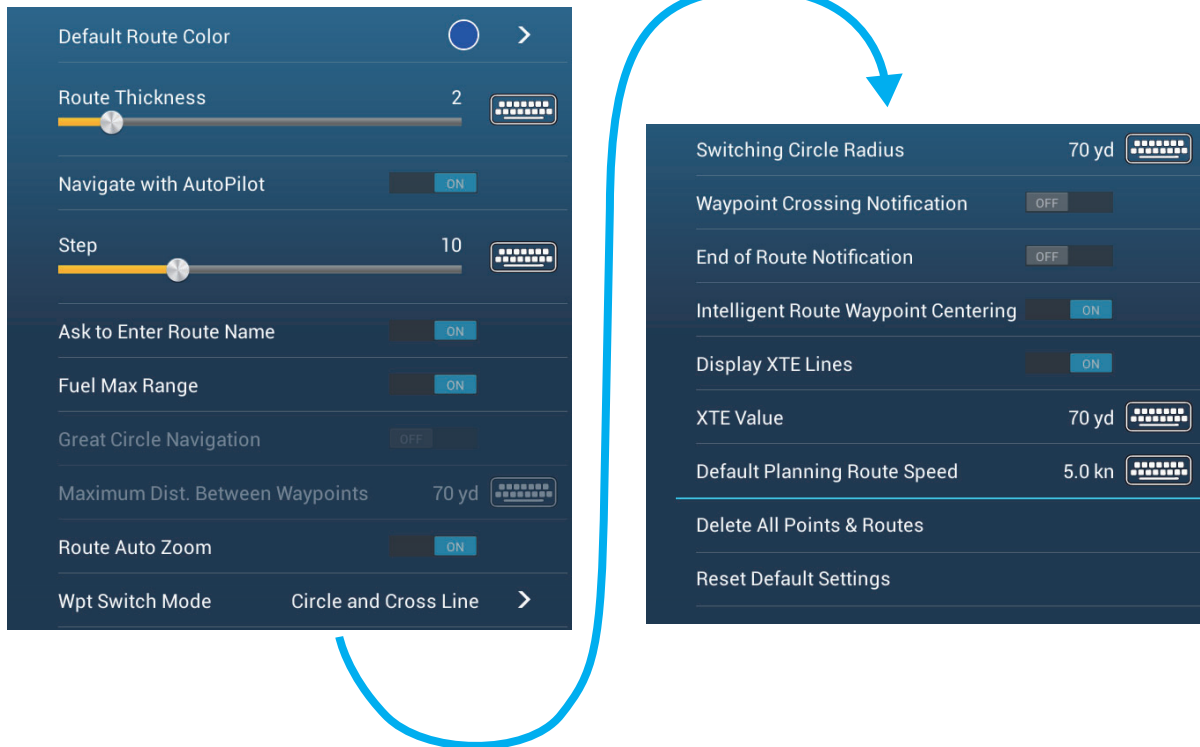 Default Route Color
Route Thickness 2
Navigate with AutoPilot ON
Step 10
Ask to Enter Route Name ON
Fuel Max Range ON
Great Circle Navigation OFF
Maximum Dist. Between Waypoints 70 yd
Route Auto Zoom ON
Wpt Switch Mode Circle and Cross Line
Switching Circle Radius 70 yd
Waypoint Crossing Notification OFF
End of Route Notification OFF
Intelligent Route Waypoint Centering ON
Display XTE Lines ON
XTE Value 70 yd
Default Planning Route Speed 5.0 kn
Delete All Points & Routes
Reset Default Settings